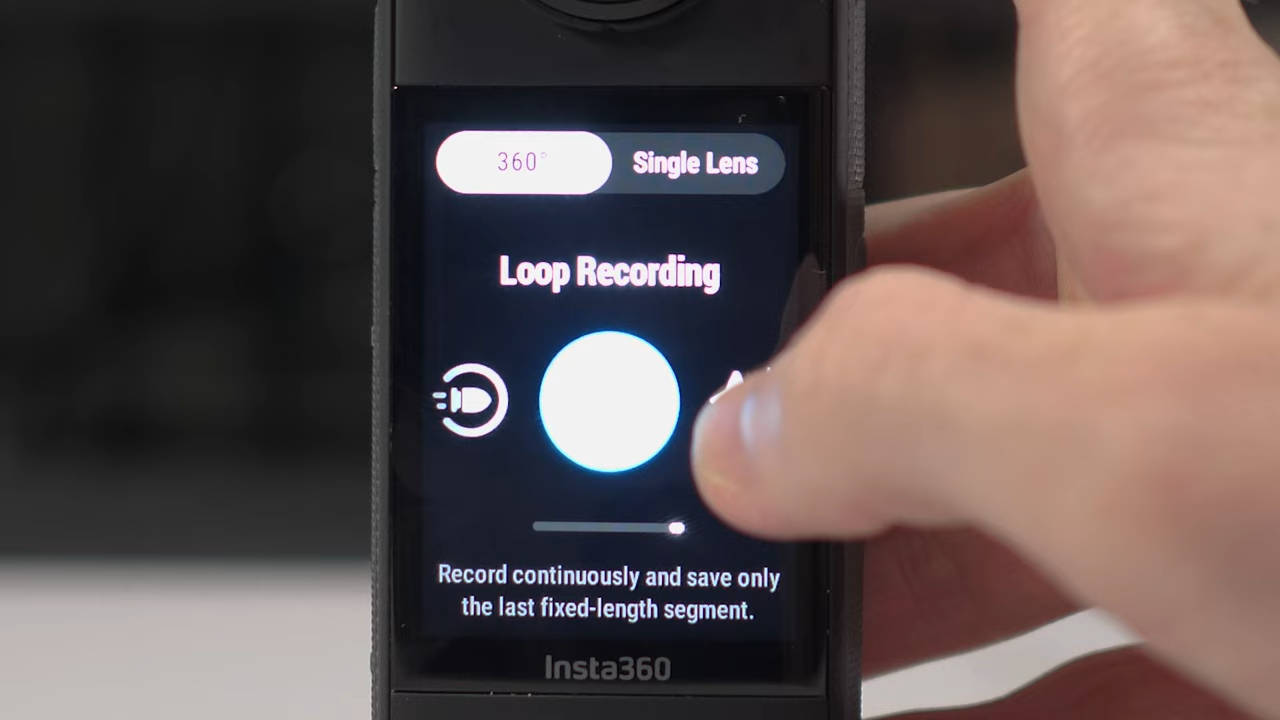 360°
Single Lens
Loop Recording
Record continuously and save only
the last fixed-length segment.
Insta360